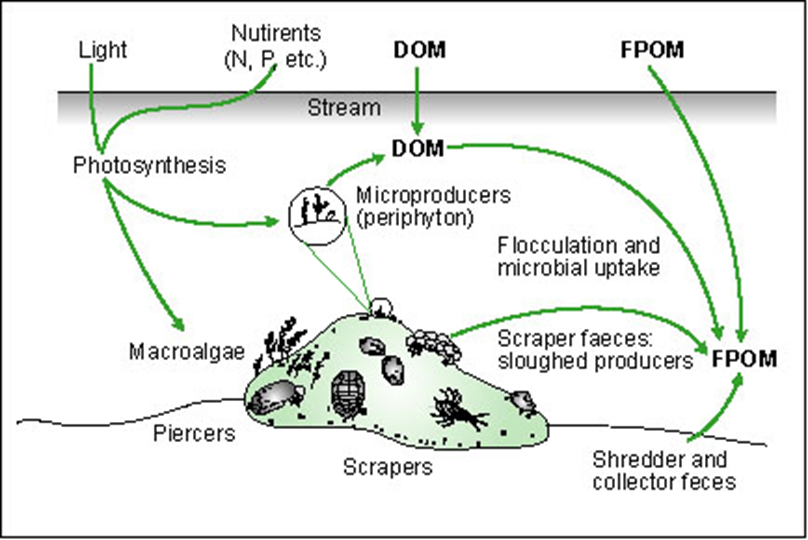 Light
Nutirents
(N, P, etc.)
DOM
FPOM
Stream
DOM
Photosynthesis
Microproducers
(periphyton)
Flocculation and
microbial uptake
Scraper faeces:
sloughed producers
FPOM
Macroalgae
Piercers
Scrapers
Shredder and
collector feces